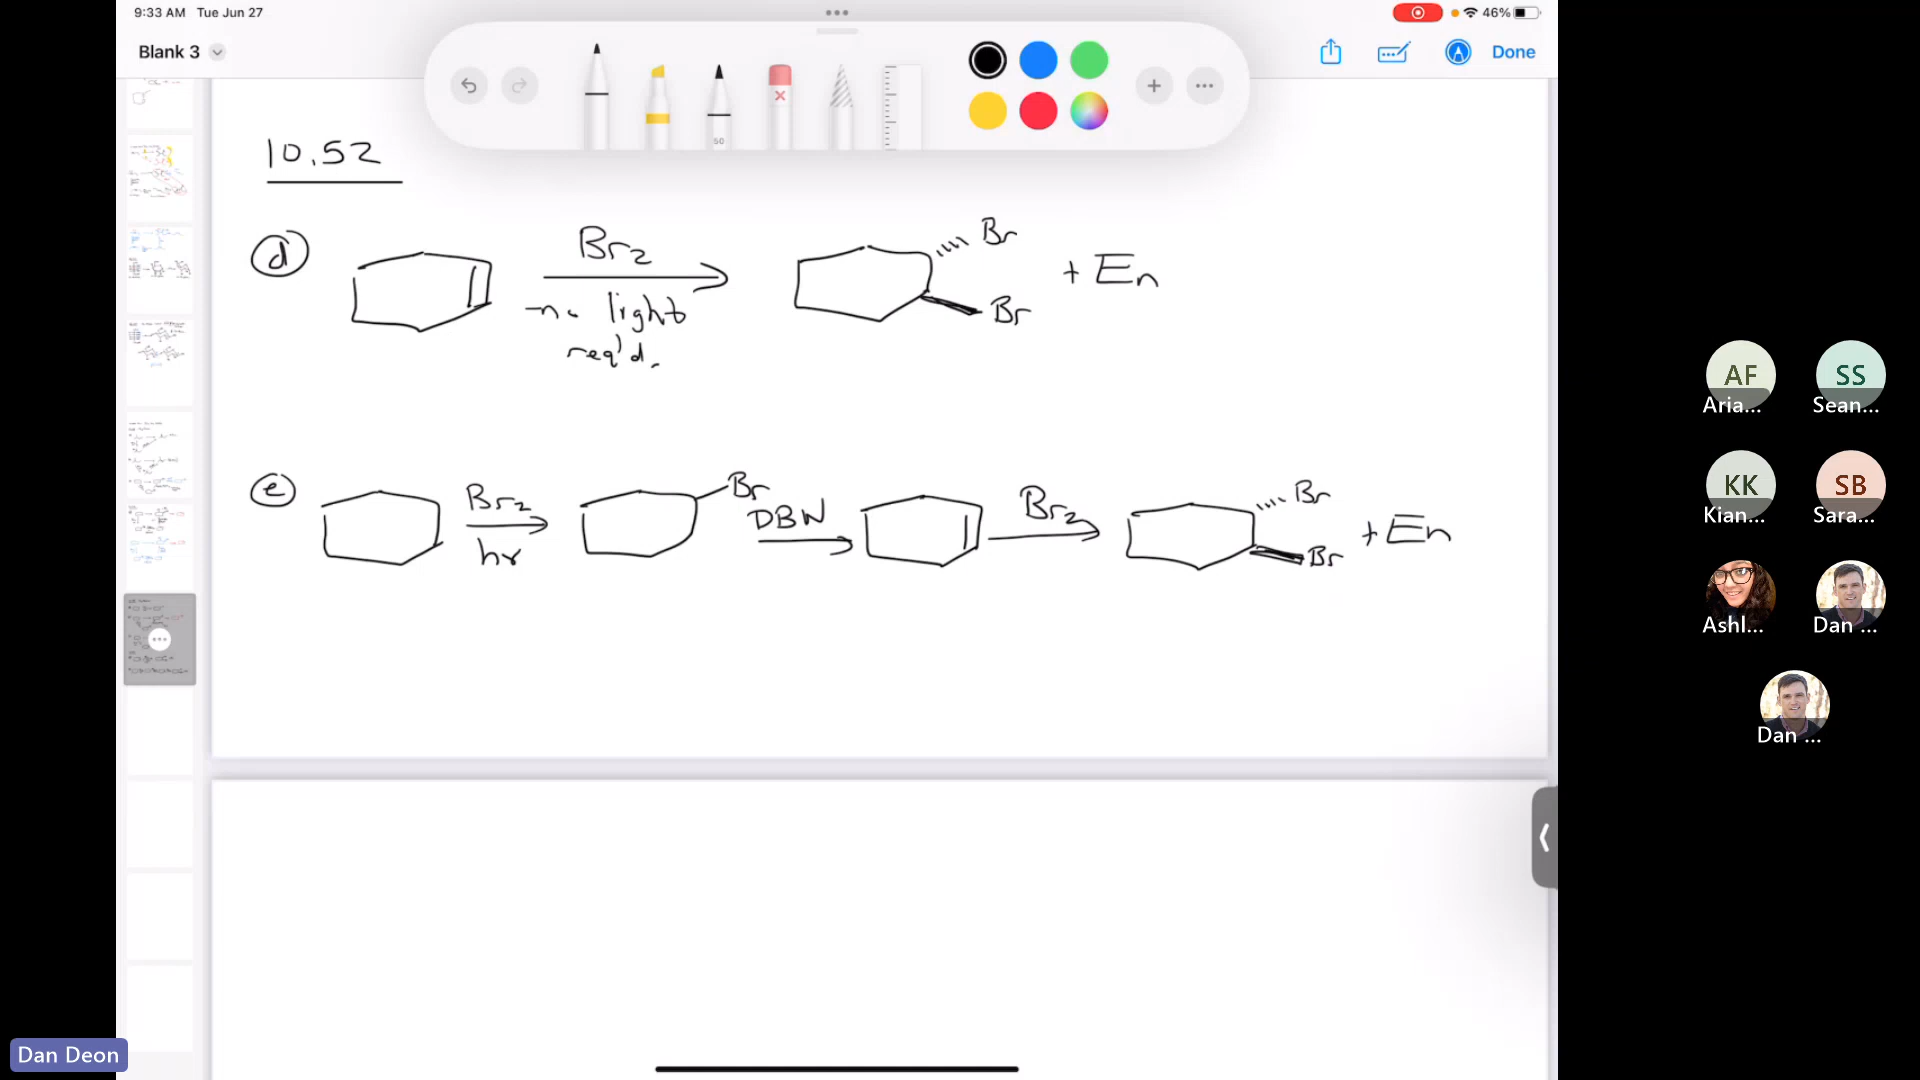 9:33 AM Tue Jun 27
46%
Blank 3
Done
50
10.52
d
Br2
no light
req'd.
Br
Br
+ En
e
Br2
hν
Br
DBN
Br2
Br
Br
+ En
AF
Aria...
SS
Sean...
KK
Kian...
SB
Sara...
Ashl...
Dan ...
Dan ...
Dan Deon